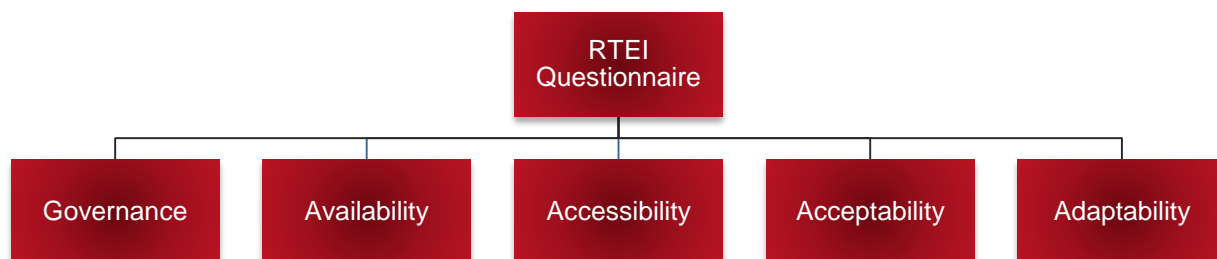 RTEI
Questionnaire
Governance
Availability
Accessibility
Acceptability
Adaptability